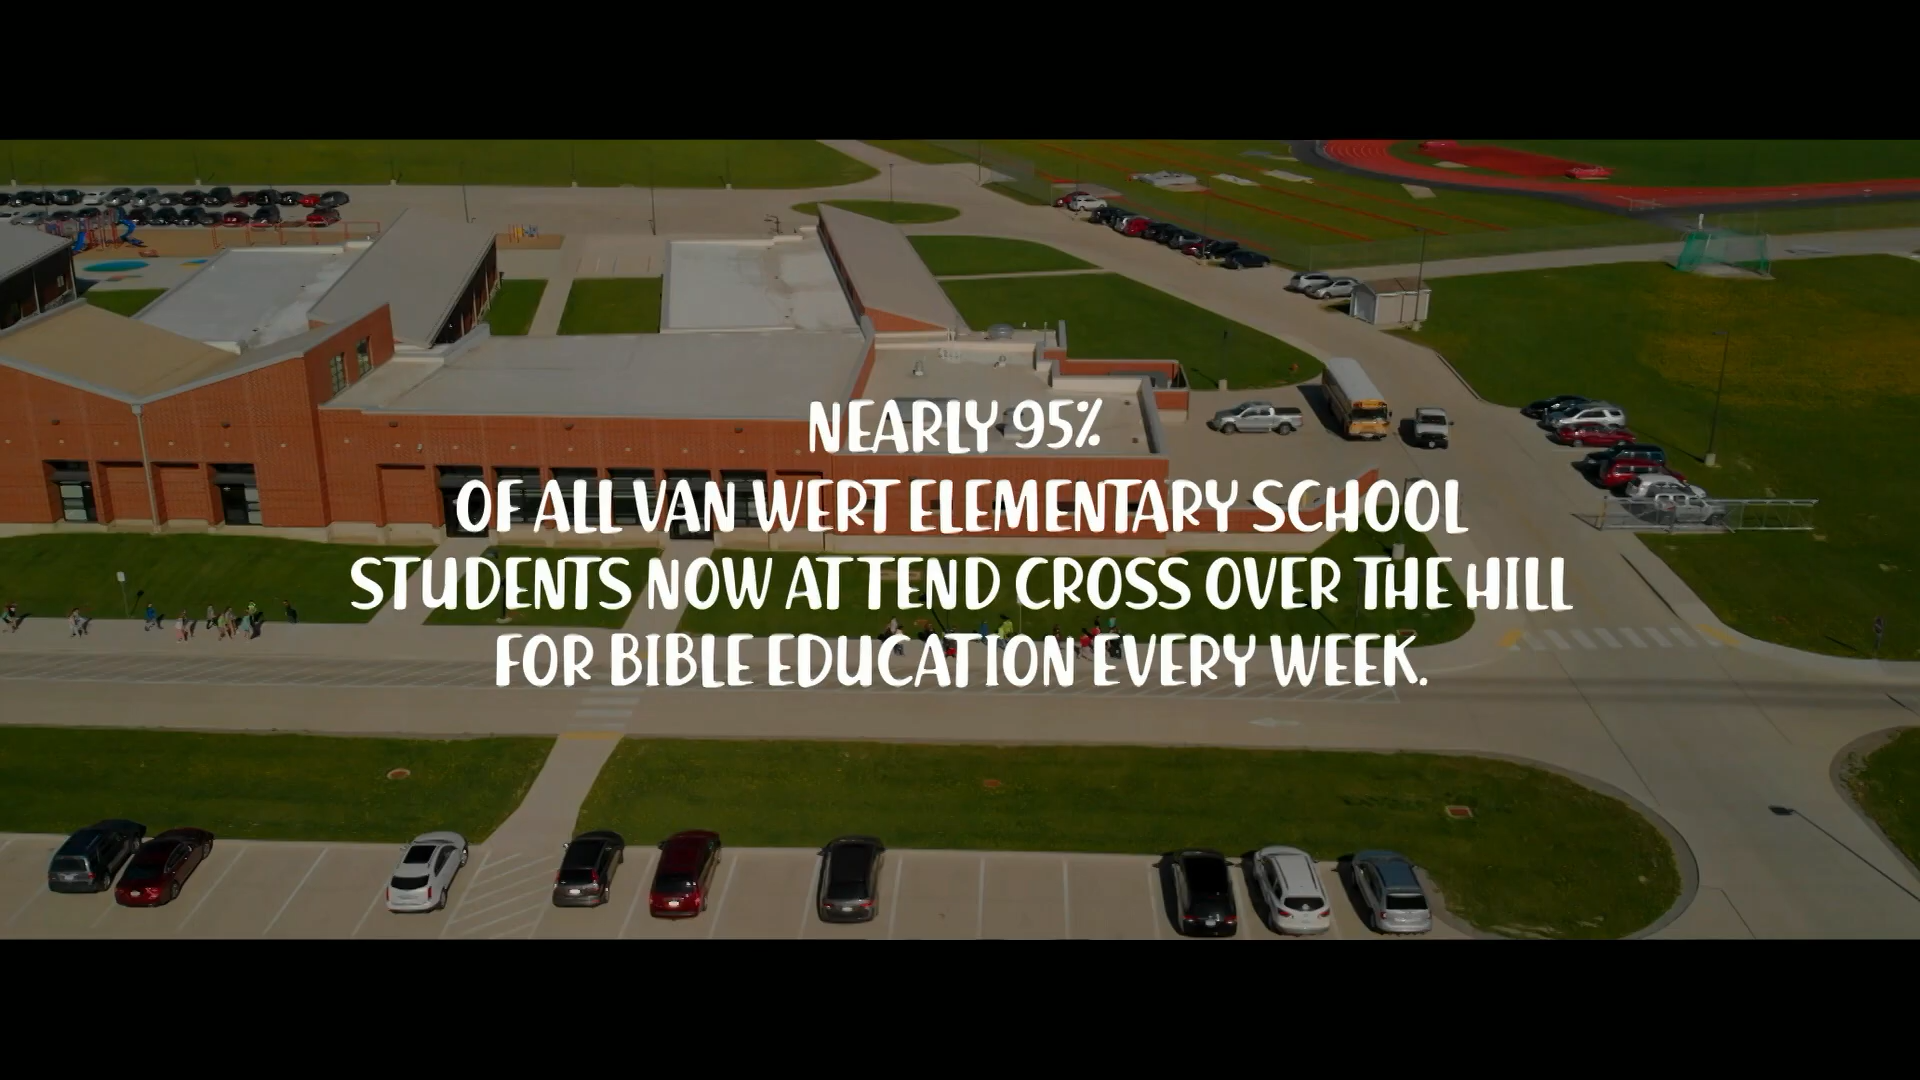 NEARLY 95%
OF ALL VAN WERT ELEMENTARY SCHOOL
STUDENTS NOW ATTEND CROSS OVER THE HILL
FOR BIBLE EDUCATION EVERY WEEK.